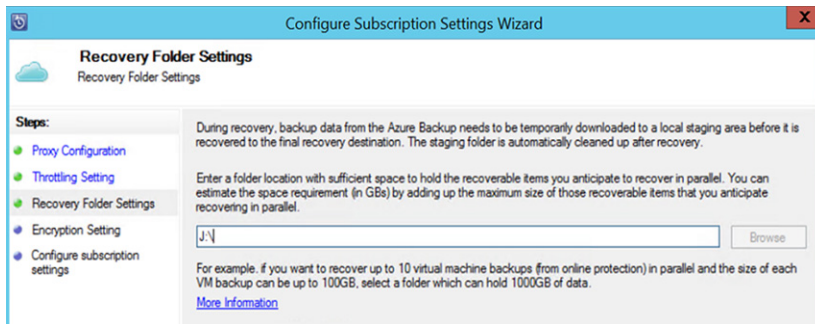 Configure Subscription Settings Wizard
X
Recovery Folder Settings
Recovery Folder Settings
Steps:
Proxy Configuration
Throttling Setting
Recovery Folder Settings
Encryption Setting
Configure subscription
settings
During recovery, backup data from the Azure Backup needs to be temporarily downloaded to a local staging area before it is
recovered to the final recovery destination. The staging folder is automatically cleaned up after recovery.
Enter a folder location with sufficient space to hold the recoverable items you anticipate to recover in parallel. You can
estimate the space requirement (in GBs) by adding up the maximum size of those recoverable items that you anticipate
recovering in parallel.
J:\
Browse
For example. if you want to recover up to 10 virtual machine backups (from online protection) in parallel and the size of each
VM backup can be up to 100GB, select a folder which can hold 1000GB of data.
More Information